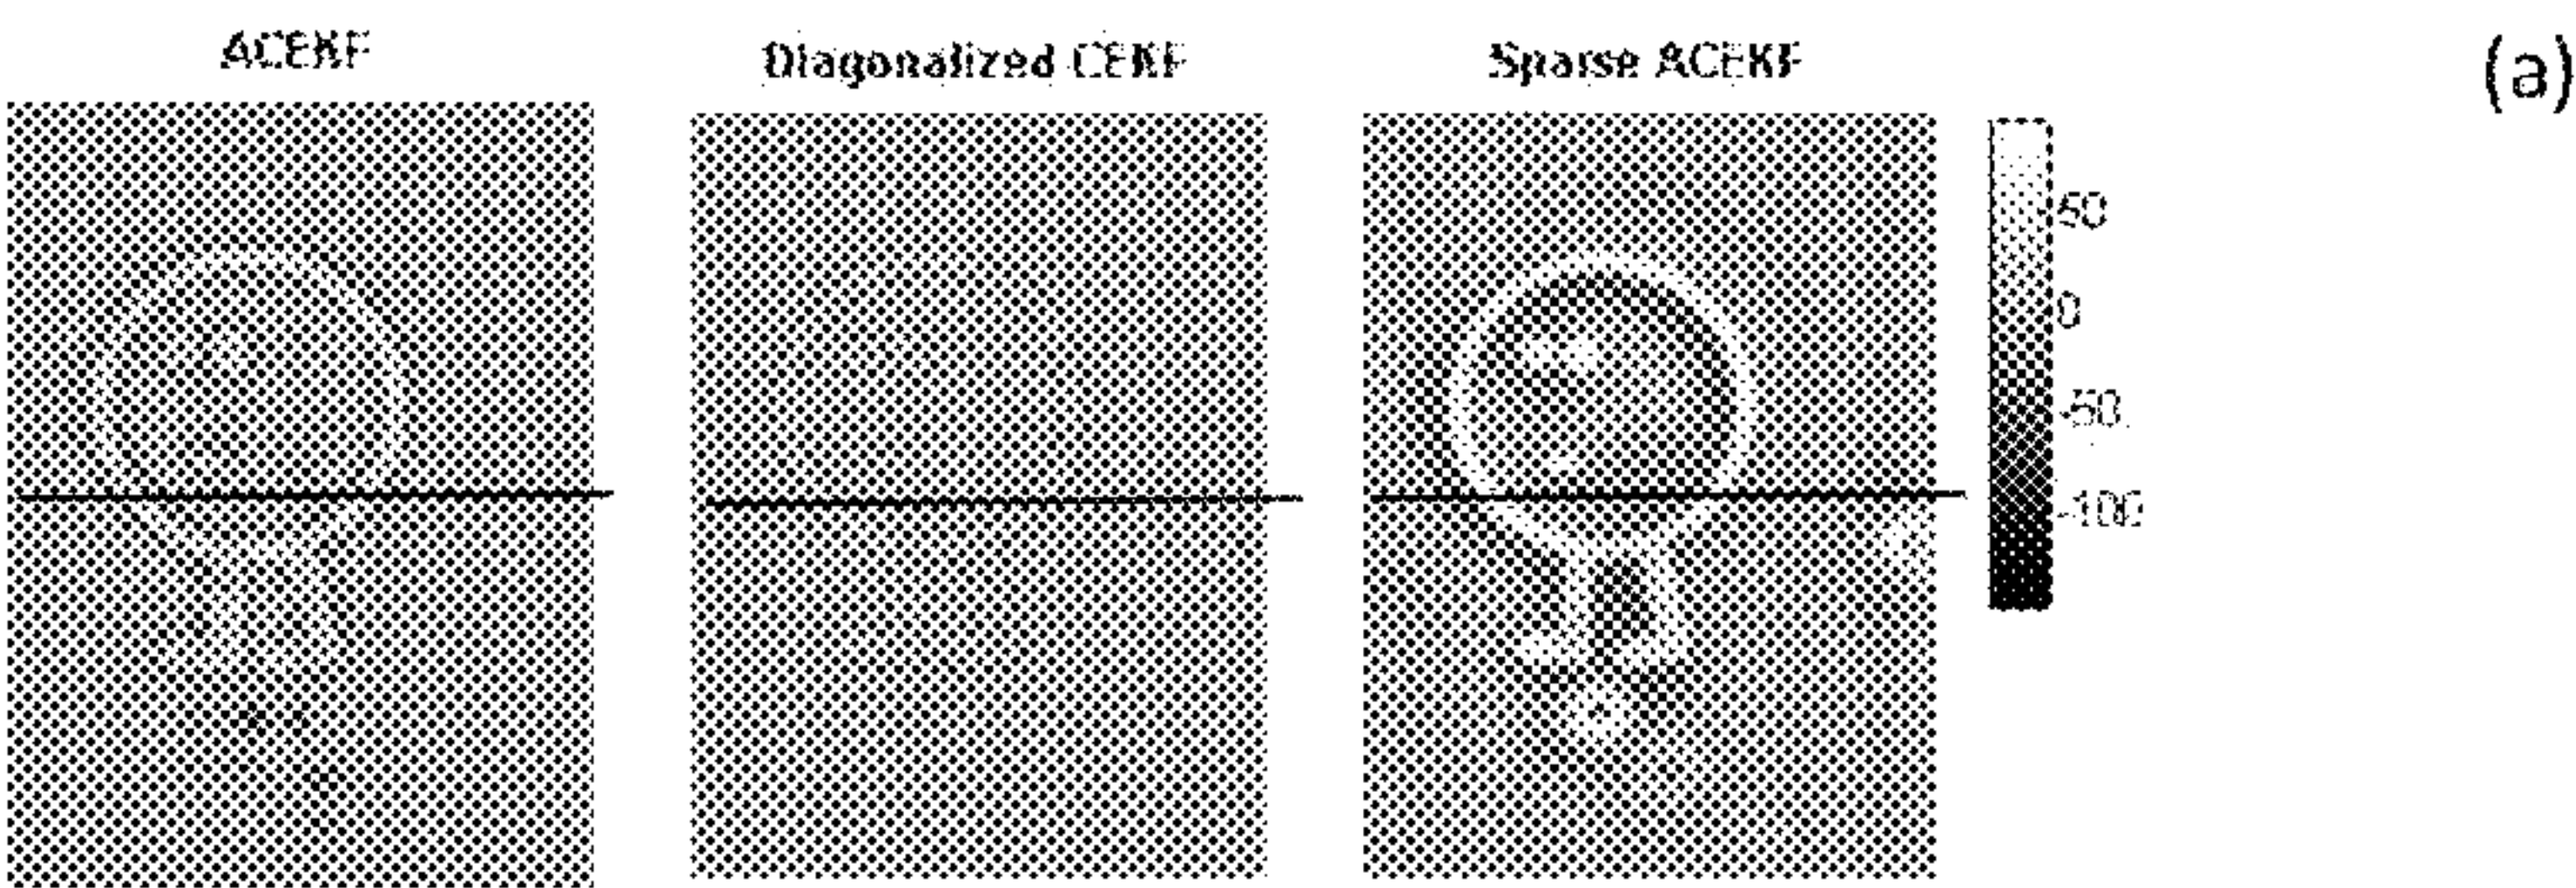 ACEKF
Diagonalized CEKF
Sparse ACEKF
(a)
50
0
-50
-100